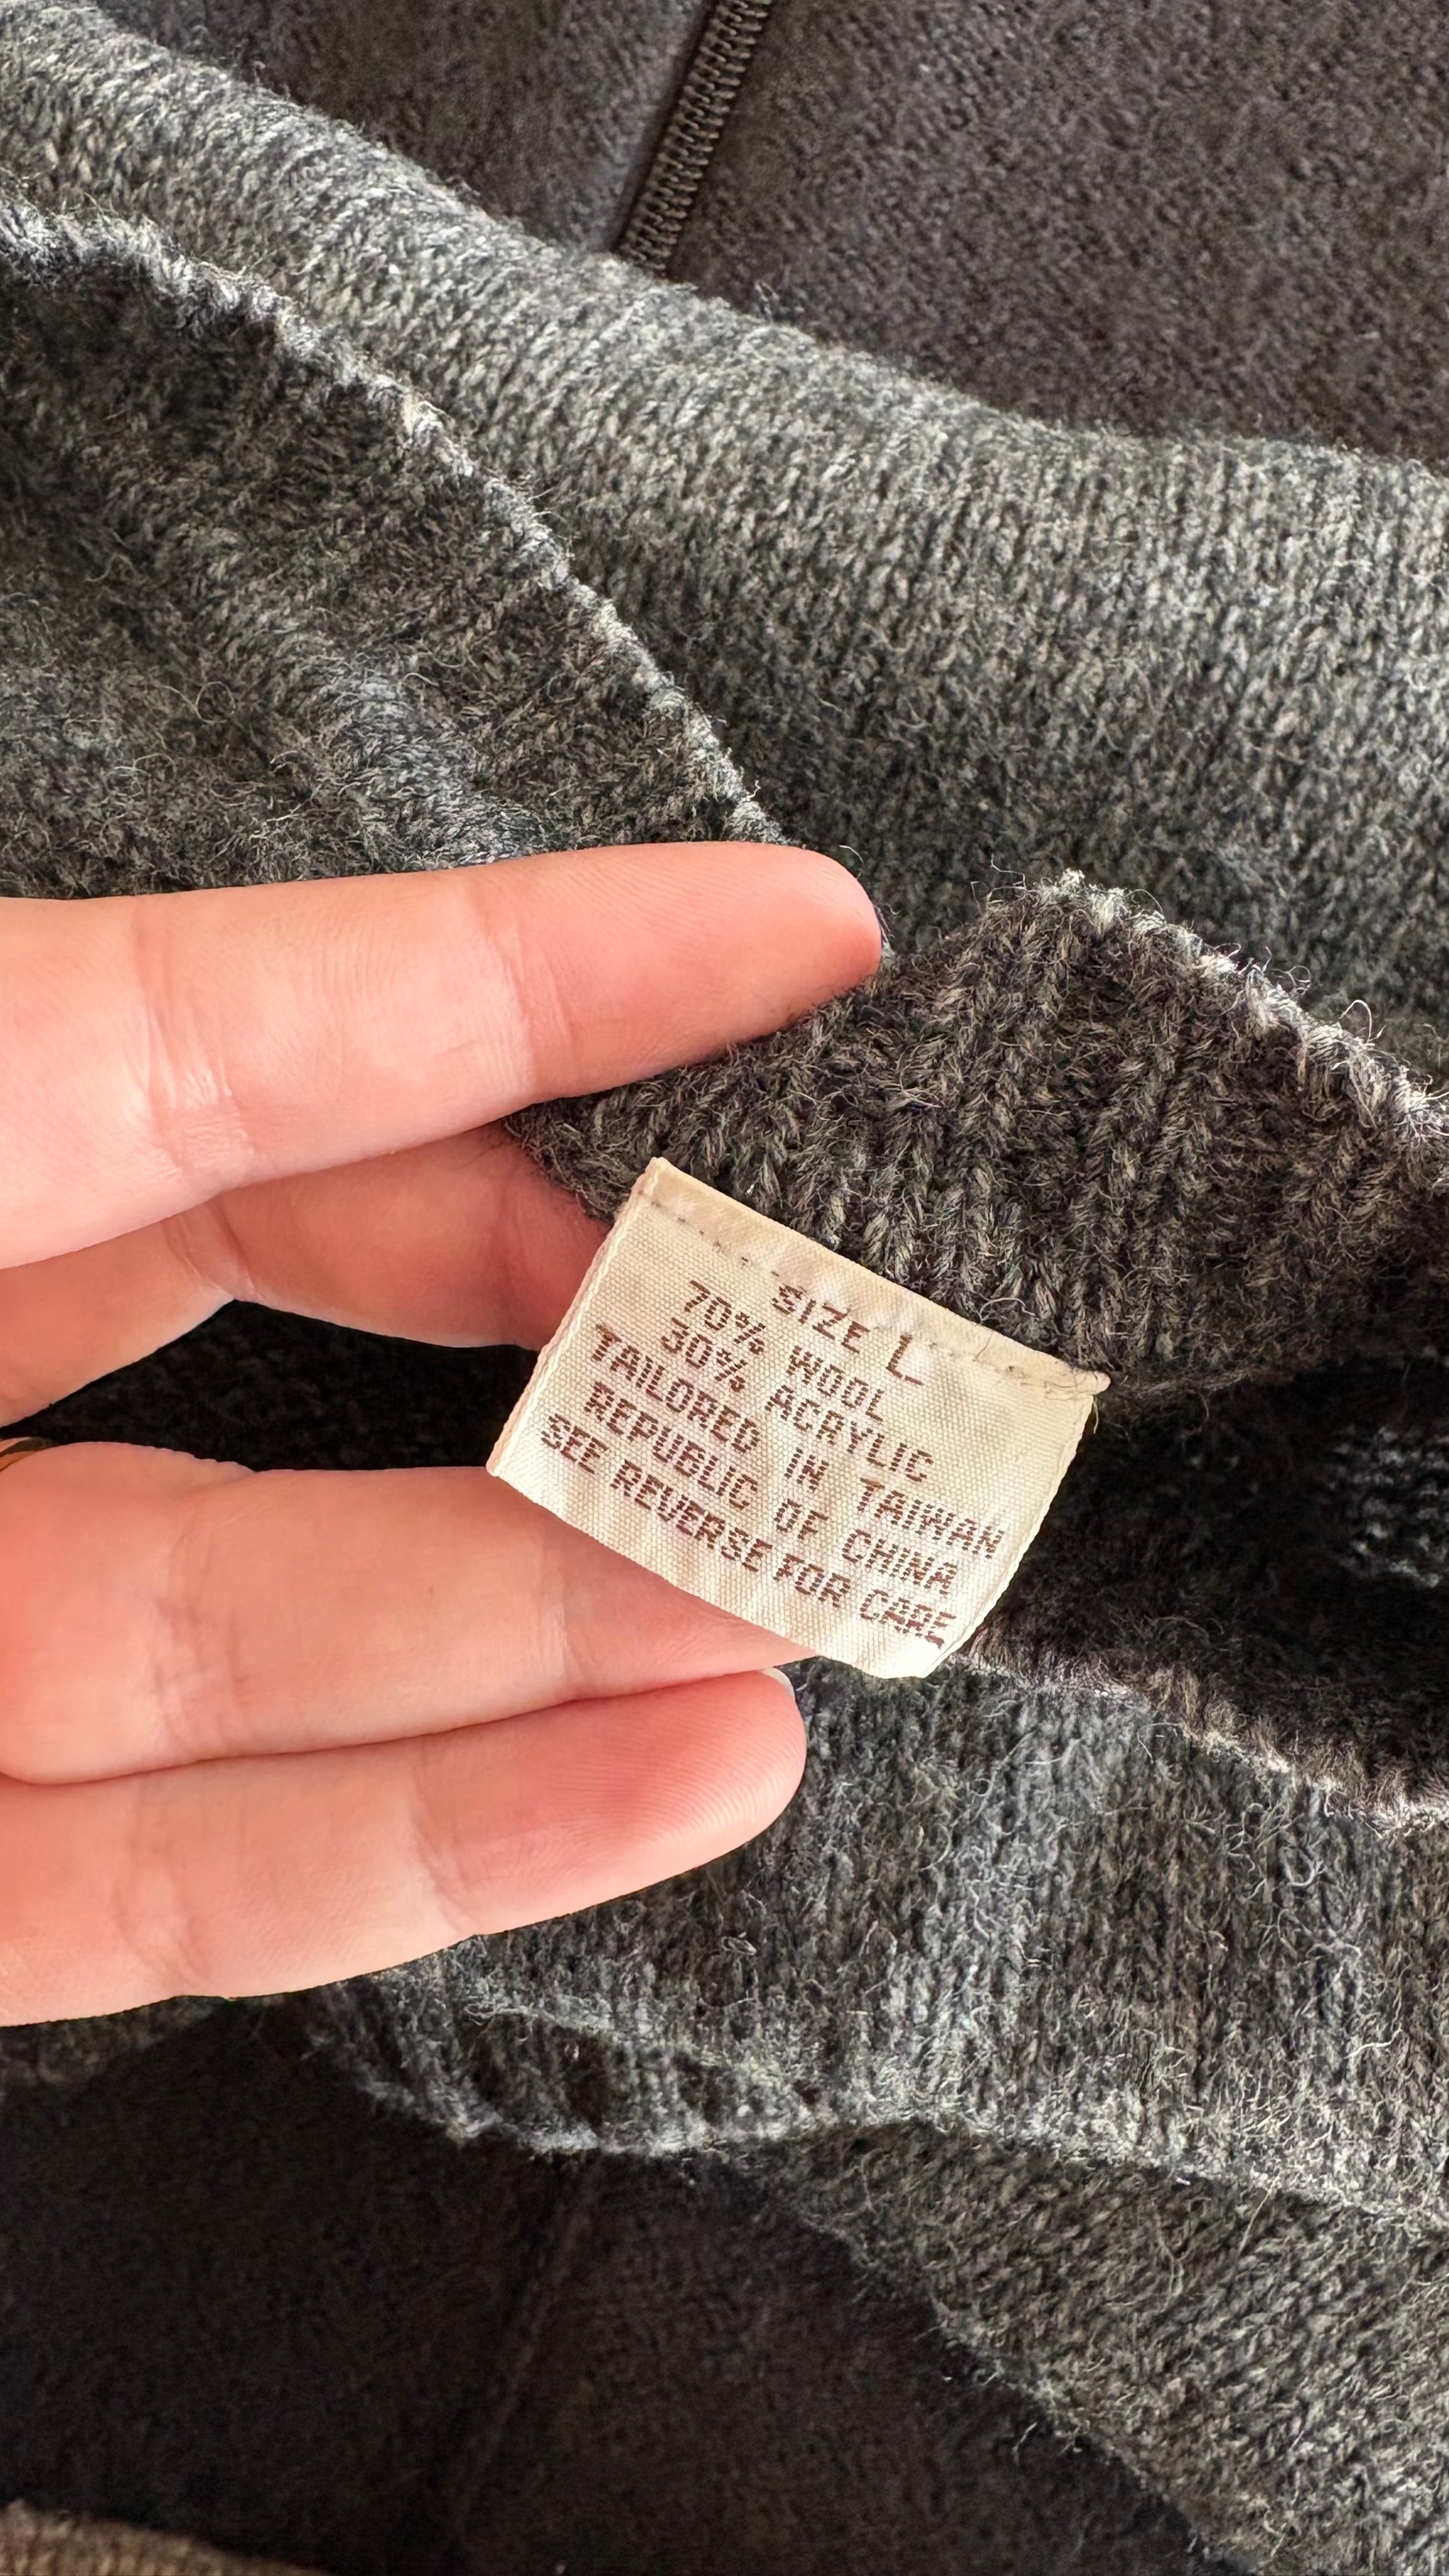 SIZE L
70% WOOL
30% ACRYLIC
TAILORED IN TAIWAN
REPUBLIC OF CHINA
SEE REVERSE FOR CARE